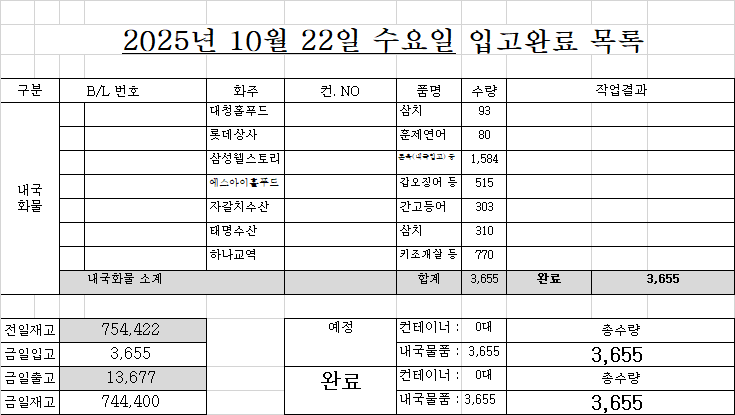 2025년 10월 22일 수요일 입고완료 목록
구분 B/L 번호 화주 컨. NO 품명 수량 작업결과
내국
화물
대청홀푸드 삼치 93
롯데상사 훈제연어 80
삼성웰스토리 1,584
에스아이홀푸드 갑오징어 등 515
자갈치수산 간고등어 303
태명수산 삼치 310
하나교역 키조개살 등 770
내국화물 소계 합계 3,655 완료 3,655
전일재고 754,422 예정 컨테이너 : 0대 총수량
금일입고 3,655 내국물품 : 3,655 3,655
금일출고 13,677 완료 컨테이너 : 0대 총수량
금일재고 744,400 내국물품 : 3,655 3,655